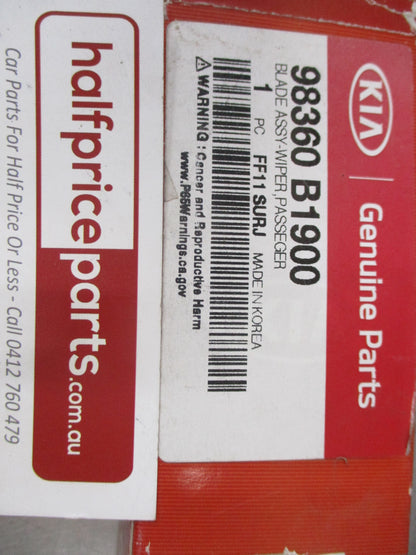 KIA | Genuine Parts
98360 B1900
BLADE ASSY-WIPER,PASSEGER
1 PC FF11 SURJ MADE IN KOREA
⚠WARNING : Cancer and Reproductive Harm
www.P65Warnings.ca.gov
halfpriceparts.com.au
Car Parts For Half Price Or Less - Call 0412 760 479